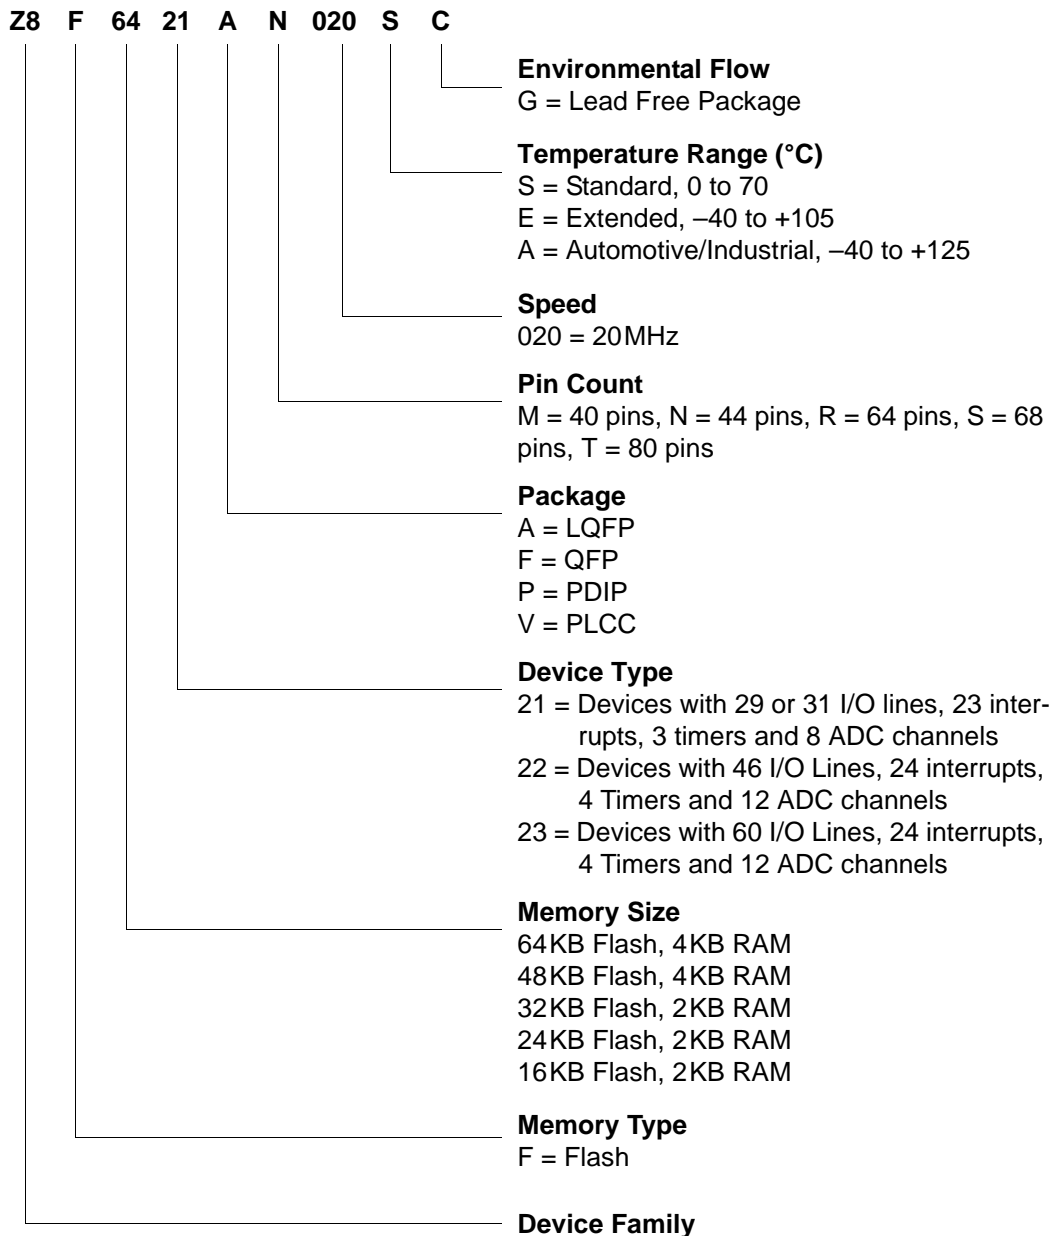 Z8 F 64 21 A N 020 S C
Environmental Flow
G = Lead Free Package
Temperature Range (°C)
S = Standard, 0 to 70
E = Extended, –40 to +105
A = Automotive/Industrial, –40 to +125
Speed
020 = 20MHz
Pin Count
M = 40 pins, N = 44 pins, R = 64 pins, S = 68
pins, T = 80 pins
Package
A = LQFP
F = QFP
P = PDIP
V = PLCC
Device Type
21 = Devices with 29 or 31 I/O lines, 23 inter-
rupts, 3 timers and 8 ADC channels
22 = Devices with 46 I/O Lines, 24 interrupts,
4 Timers and 12 ADC channels
23 = Devices with 60 I/O Lines, 24 interrupts,
4 Timers and 12 ADC channels
Memory Size
64KB Flash, 4KB RAM
48KB Flash, 4KB RAM
32KB Flash, 2KB RAM
24KB Flash, 2KB RAM
16KB Flash, 2KB RAM
Memory Type
F = Flash
Device Family